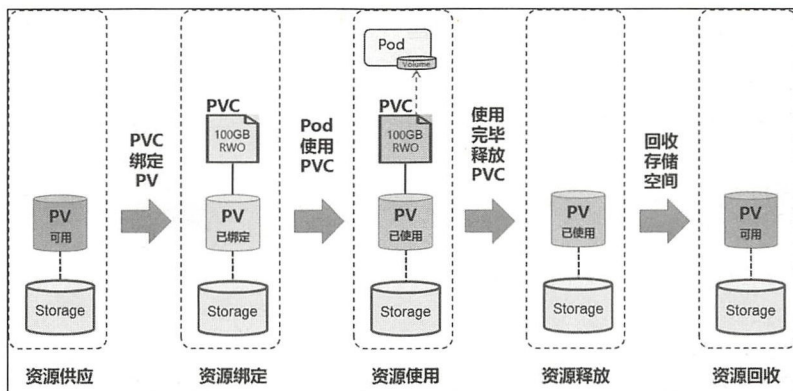 PV
可用
Storage
资源供应
PVC
绑定
PV
PVC
100GB
RWO
PV
已绑定
Storage
资源绑定
Pod
使用
PVC
Pod
Volume
PVC
100GB
RWO
PV
已使用
Storage
资源使用
使用
完毕
释放
PVC
PV
已使用
Storage
资源释放
回收
存储
空间
PV
可用
Storage
资源回收